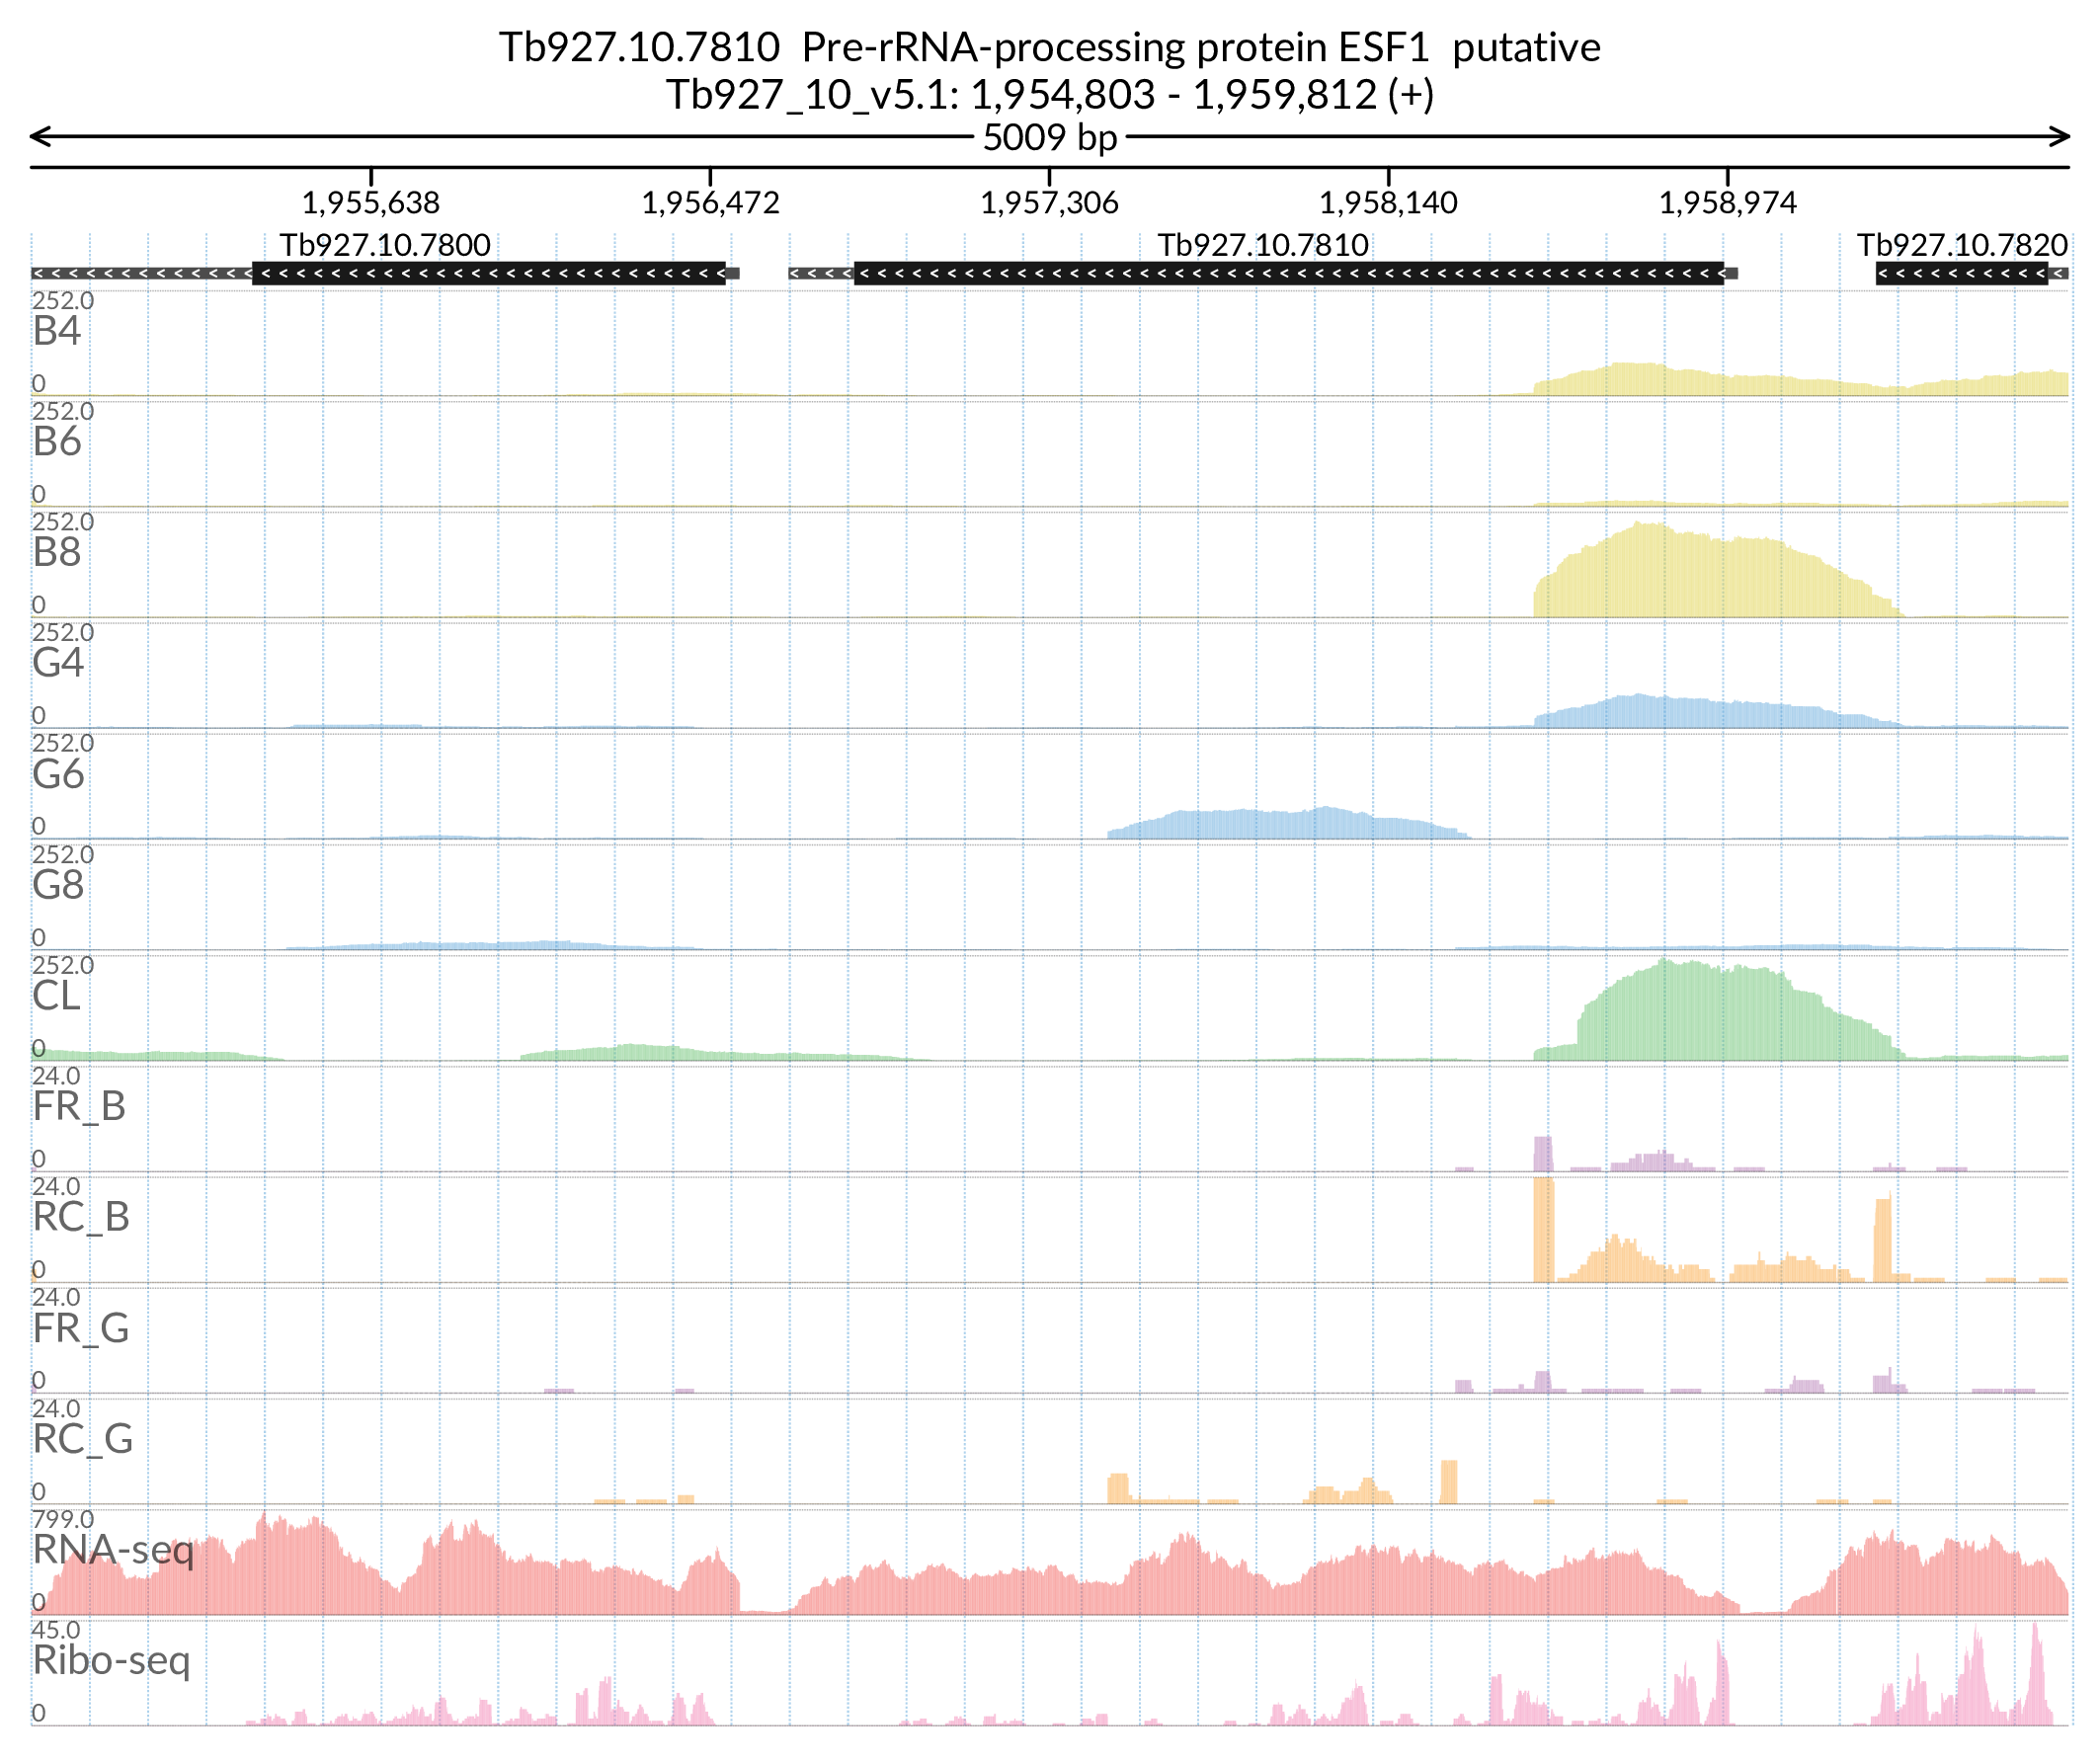 Tb927.10.7810  Pre-rRNA-processing protein ESF1  putative
Tb927_10_v5.1: 1,954,803 - 1,959,812 (+)
5009 bp
1,955,638 1,956,472 1,957,306 1,958,140 1,958,974
Tb927.10.7800 Tb927.10.7810 Tb927.10.7820
252.0
B4
0
252.0
B6
0
252.0
B8
0
252.0
G4
0
252.0
G6
0
252.0
G8
0
252.0
CL
0
24.0
FR_B
0
24.0
RC_B
0
24.0
FR_G
0
24.0
RC_G
0
799.0
RNA-seq
0
45.0
Ribo-seq
0